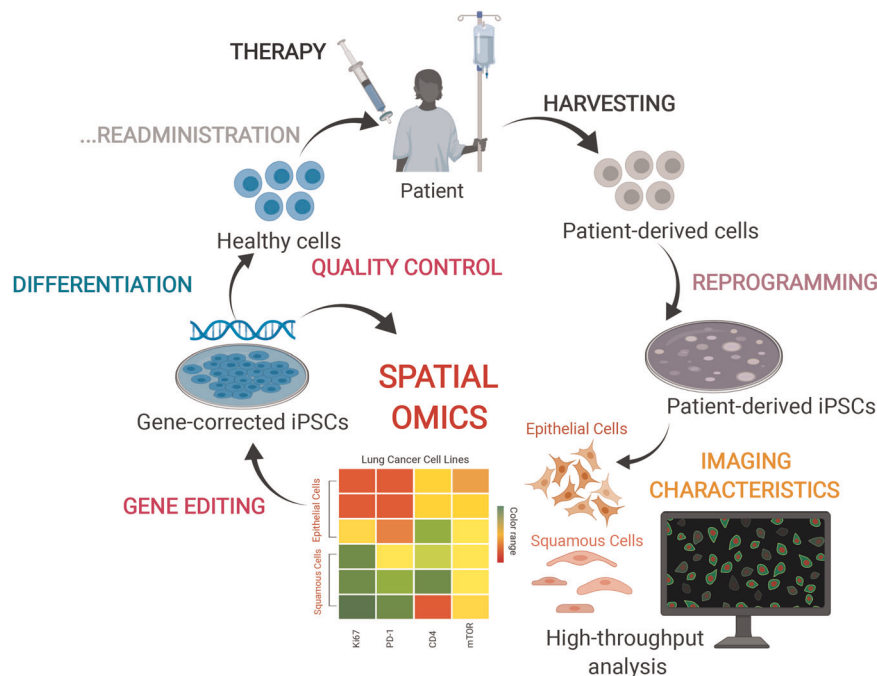 THERAPY
HARVESTING
...READMINISTRATION
Patient
Healthy cells
Patient-derived cells
QUALITY CONTROL
DIFFERENTIATION
REPROGRAMMING
SPATIAL
OMICS
Gene-corrected iPSCs
Patient-derived iPSCs
Epithelial Cells
IMAGING
CHARACTERISTICS
Lung Cancer Cell Lines
GENE EDITING
Epithelial Cells
Squamous Cells
Color range
Squamous Cells
Ki67
PD-1
CD4
mTOR
High-throughput
analysis